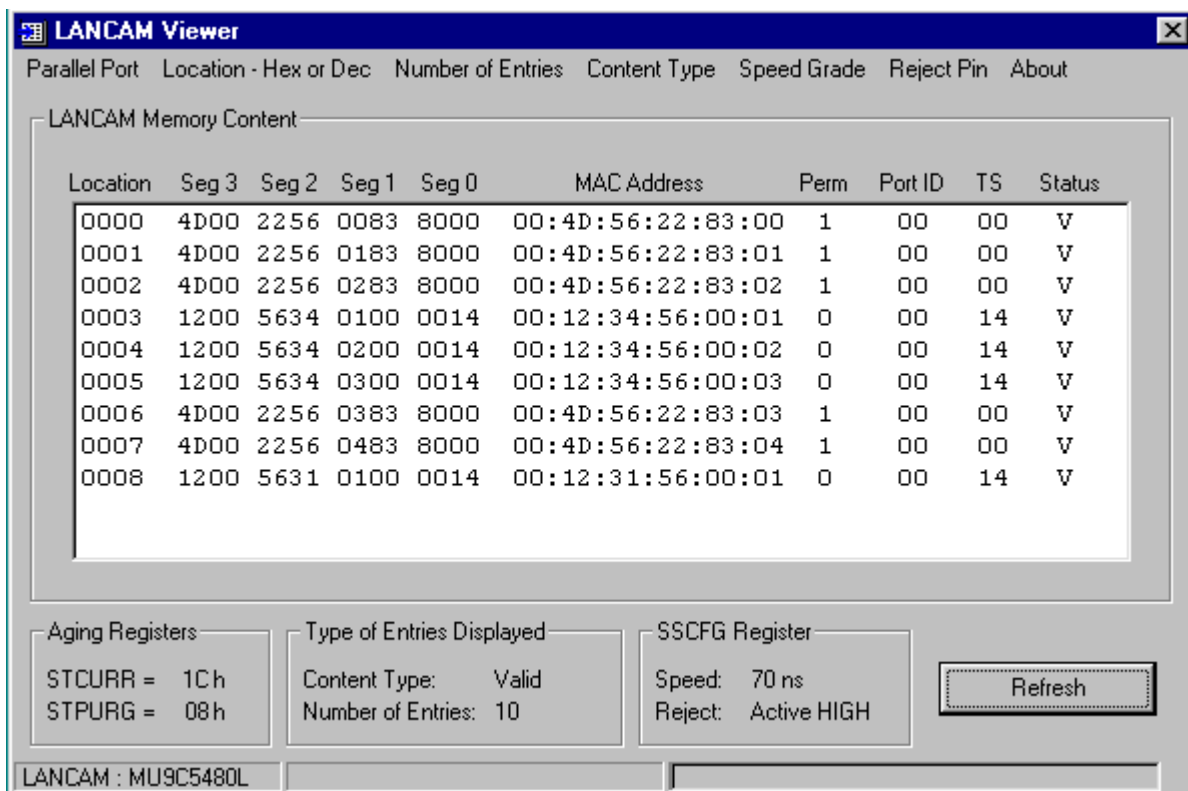 LANCAM Viewer
Parallel Port Location - Hex or Dec Number of Entries Content Type Speed Grade Reject Pin About
LANCAM Memory Content
Location Seg 3 Seg 2 Seg 1 Seg 0 MAC Address Perm Port ID TS Status
0000 4D00 2256 0083 8000 00:4D:56:22:83:00 1 00 00 V
0001 4D00 2256 0183 8000 00:4D:56:22:83:01 1 00 00 V
0002 4D00 2256 0283 8000 00:4D:56:22:83:02 1 00 00 V
0003 1200 5634 0100 0014 00:12:34:56:00:01 0 00 14 V
0004 1200 5634 0200 0014 00:12:34:56:00:02 0 00 14 V
0005 1200 5634 0300 0014 00:12:34:56:00:03 0 00 14 V
0006 4D00 2256 0383 8000 00:4D:56:22:83:03 1 00 00 V
0007 4D00 2256 0483 8000 00:4D:56:22:83:04 1 00 00 V
0008 1200 5631 0100 0014 00:12:31:56:00:01 0 00 14 V
Aging Registers
STCURR = 1Ch
STPURG = 08h
Type of Entries Displayed
Content Type: Valid
Number of Entries: 10
SSCFG Register
Speed: 70 ns
Reject: Active HIGH
Refresh
LANCAM : MU9C5480L